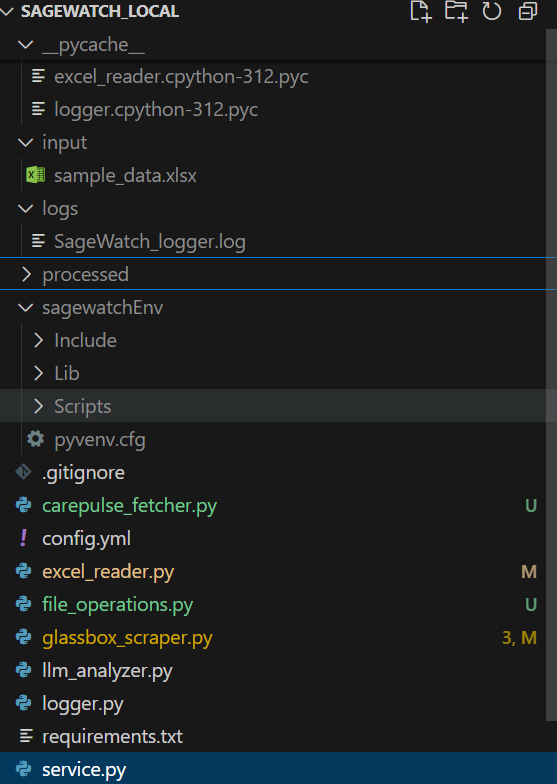 SAGEWATCH_LOCAL
__pycache__
excel_reader.cpython-312.pyc
logger.cpython-312.pyc
input
sample_data.xlsx
logs
SageWatch_logger.log
processed
sagewatchEnv
Include
Lib
Scripts
pyvenv.cfg
.gitignore
carepulse_fetcher.py U
! config.yml
excel_reader.py M
file_operations.py U
glassbox_scraper.py 3, M
llm_analyzer.py
logger.py
requirements.txt
service.py